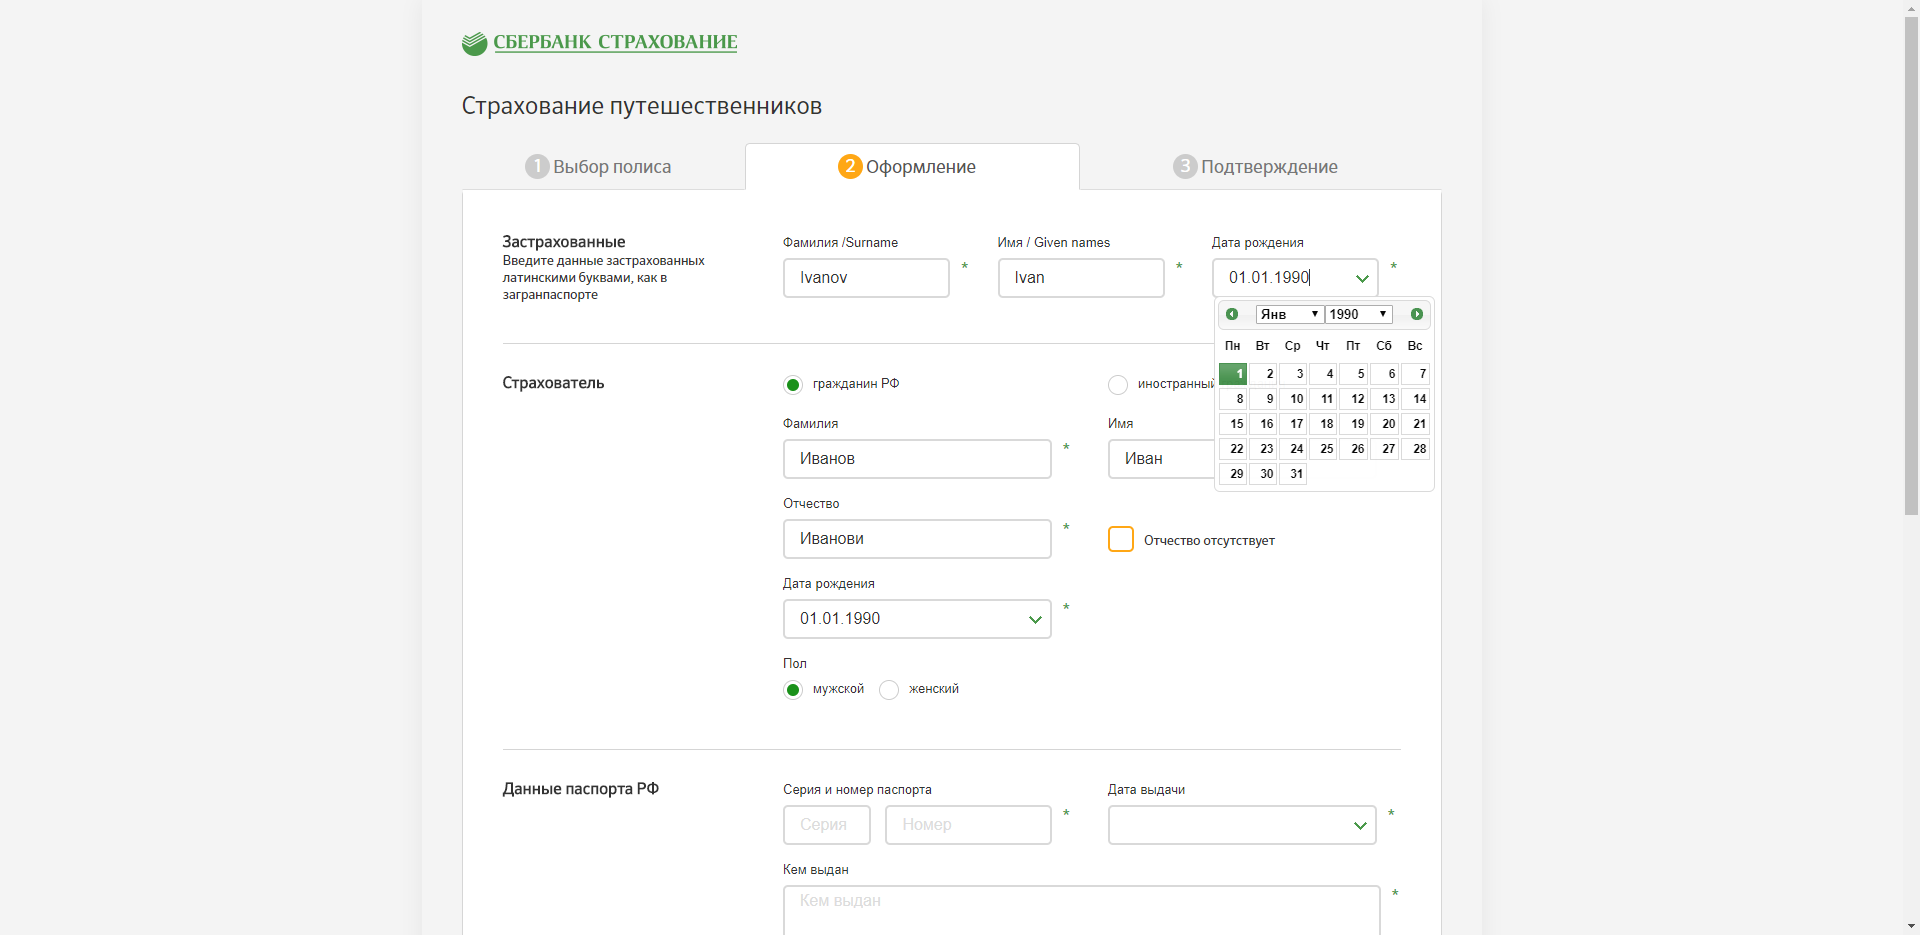 СБЕРБАНК СТРАХОВАНИЕ
Страхование путешественников
1 Выбор полиса
2 Оформление
3 Подтверждение
Застрахованные
Введите данные застрахованных
латинскими буквами, как в
загранпаспорте
Фамилия /Surname
Имя / Given names
Дата рождения
Ivanov *
Ivan *
01.01.1990 *
Янв 1990
Пн Вт Ср Чт Пт Сб Вс
1 2 3 4 5 6 7
8 9 10 11 12 13 14
15 16 17 18 19 20 21
22 23 24 25 26 27 28
29 30 31
Страхователь
гражданин РФ
иностранный
Фамилия
Имя
Иванов *
Иван
Отчество
Иванови *
Отчество отсутствует
Дата рождения
01.01.1990 *
Пол
мужской
женский
Данные паспорта РФ
Серия и номер паспорта
Дата выдачи
Серия
Номер *
*
Кем выдан
Кем выдан *